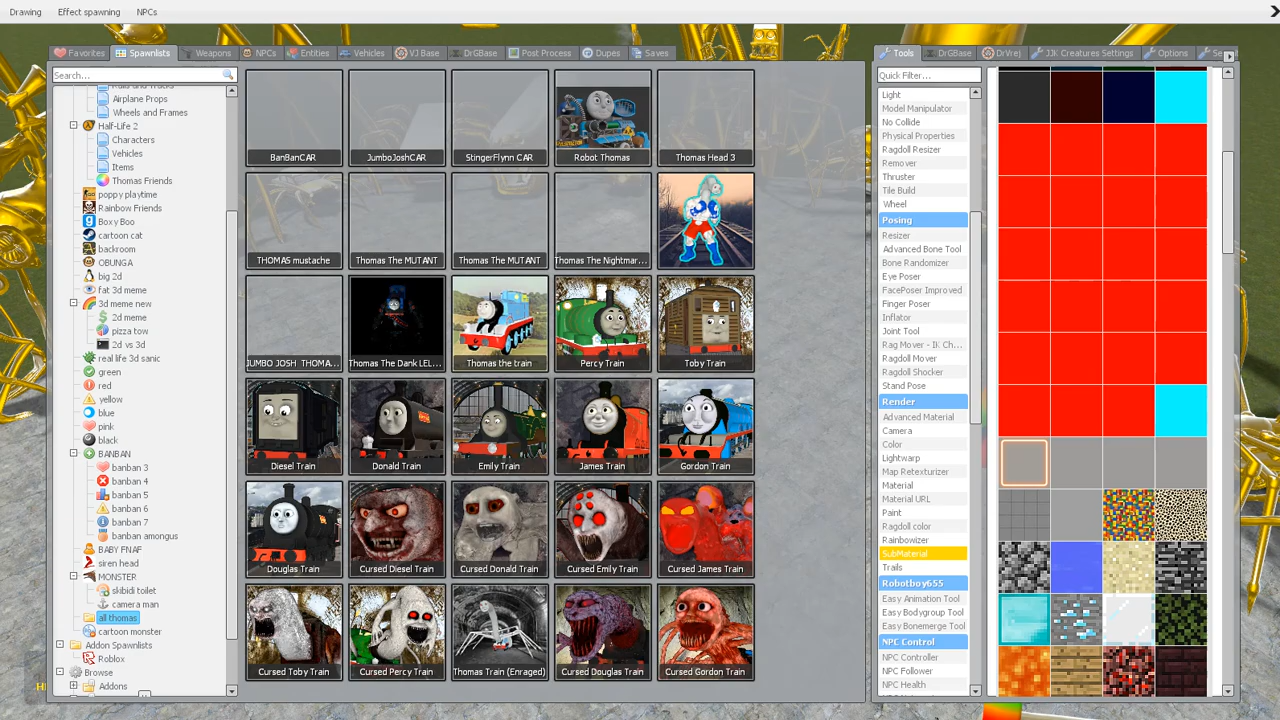 Drawing Effect spawning NPCs
Favorites Spawnlists Weapons NPCs Entities Vehicles VJ Base DrGBase Post Process Dupes Saves
Search...
Airplane Props
Wheels and Frames
Half-Life 2
Characters
Vehicles
Items
Thomas Friends
poppy playtime
Rainbow Friends
Boxy Boo
cartoon cat
backroom
OBUNGA
big 2d
fat 3d meme
3d meme new
2d meme
pizza tow
2d vs 3d
real life 3d sanic
green
red
yellow
blue
pink
black
BANBAN
banban 3
banban 4
banban 5
banban 6
banban 7
banban amongus
BABY FNAF
siren head
MONSTER
skibidi toilet
camera man
all thomas
cartoon monster
Addon Spawnlists
Roblox
Browse
Addons
BanBanCAR JumboJoshCAR StingerFlynn CAR Robot Thomas Thomas Head 3
THOMAS mustache Thomas The MUTANT Thomas The MUTANT Thomas The Nightmar...
JUMBO JOSH THOMA... Thomas The Dank LEL... Thomas the train Percy Train Toby Train
Diesel Train Donald Train Emily Train James Train Gordon Train
Douglas Train Cursed Diesel Train Cursed Donald Train Cursed Emily Train Cursed James Train
Cursed Toby Train Cursed Percy Train Thomas Train (Enraged) Cursed Douglas Train Cursed Gordon Train
Tools DrGBase DrVrej JJK Creatures Settings Options
Quick Filter...
Light
Model Manipulator
No Collide
Physical Properties
Ragdoll Resizer
Remover
Thruster
Tile Build
Wheel
Posing
Resizer
Advanced Bone Tool
Bone Randomizer
Eye Poser
FacePoser Improved
Finger Poser
Inflator
Joint Tool
Rag Mover - IK Ch...
Ragdoll Mover
Ragdoll Shocker
Stand Pose
Render
Advanced Material
Camera
Color
Lightwarp
Map Retexturizer
Material
Material URL
Paint
Ragdoll color
Rainbowizer
SubMaterial
Trails
Robotboy655
Easy Animation Tool
Easy Bodygroup Tool
Easy Bonemerge Tool
NPC Control
NPC Controller
NPC Follower
NPC Health